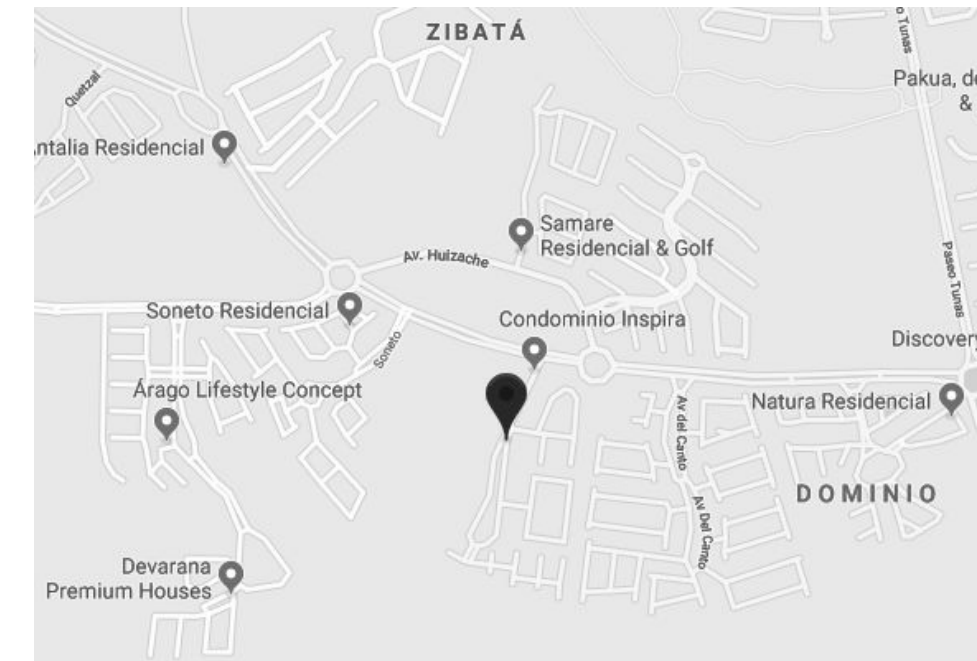 ZIBATÁ
o Tunas
Quetzal
Pakua, de
&
ntalia Residencial
Samare
Residencial & Golf
Av. Huizache
Paseo Tunas
Soneto Residencial
Condominio Inspira
Soneto
Discovery
Árago Lifestyle Concept
Natura Residencial
Av del Canto
DOMINIO
Av Del Canto
Devarana
Premium Houses